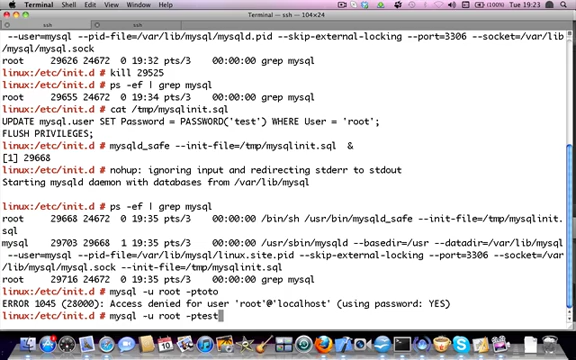 Terminal Shell Edit View Window Help (100%) Tue 19:23
Terminal — ssh — 104×24
ssh ssh
--user=mysql --pid-file=/var/lib/mysql/mysqld.pid --skip-external-locking --port=3306 --socket=/var/lib
/mysql/mysql.sock
root 29626 24672 0 19:32 pts/3 00:00:00 grep mysql
linux:/etc/init.d # kill 29525
linux:/etc/init.d # ps -ef | grep mysql
root 29655 24672 0 19:34 pts/3 00:00:00 grep mysql
linux:/etc/init.d # cat /tmp/mysqlinit.sql
UPDATE mysql.user SET Password = PASSWORD('test') WHERE User = 'root';
FLUSH PRIVILEGES;
linux:/etc/init.d # mysqld_safe --init-file=/tmp/mysqlinit.sql &
[1] 29668
linux:/etc/init.d # nohup: ignoring input and redirecting stderr to stdout
Starting mysqld daemon with databases from /var/lib/mysql
linux:/etc/init.d # ps -ef | grep mysql
root 29668 24672 0 19:35 pts/3 00:00:00 /bin/sh /usr/bin/mysqld_safe --init-file=/tmp/mysqlinit.
sql
mysql 29703 29668 1 19:35 pts/3 00:00:00 /usr/sbin/mysqld --basedir=/usr --datadir=/var/lib/mysql
--user=mysql --pid-file=/var/lib/mysql/linux.site.pid --skip-external-locking --port=3306 --socket=/var
/lib/mysql/mysql.sock --init-file=/tmp/mysqlinit.sql
root 29716 24672 0 19:35 pts/3 00:00:00 grep mysql
linux:/etc/init.d # mysql -u root -ptoto
ERROR 1045 (28000): Access denied for user 'root'@'localhost' (using password: YES)
linux:/etc/init.d # mysql -u root -ptest